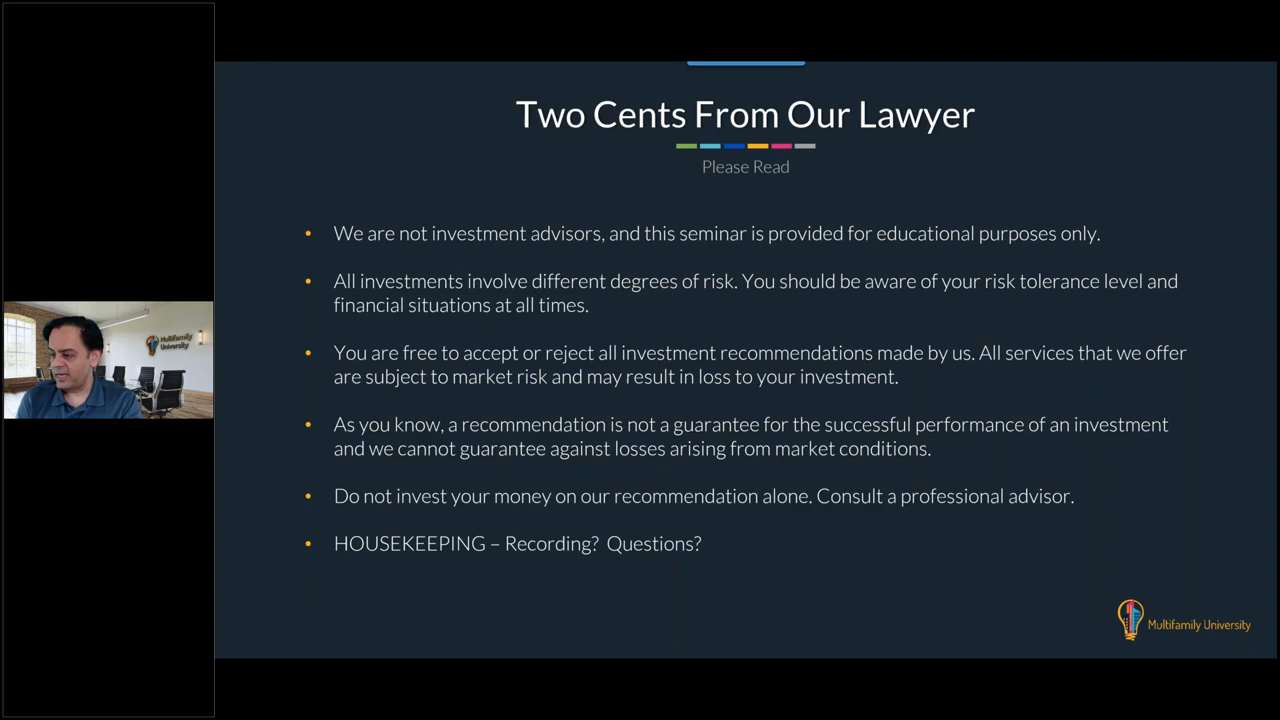 Two Cents From Our Lawyer
Please Read
• We are not investment advisors, and this seminar is provided for educational purposes only.
• All investments involve different degrees of risk. You should be aware of your risk tolerance level and
financial situations at all times.
• You are free to accept or reject all investment recommendations made by us. All services that we offer
are subject to market risk and may result in loss to your investment.
• As you know, a recommendation is not a guarantee for the successful performance of an investment
and we cannot guarantee against losses arising from market conditions.
• Do not invest your money on our recommendation alone. Consult a professional advisor.
• HOUSEKEEPING – Recording? Questions?
Multifamily
University
Multifamily University